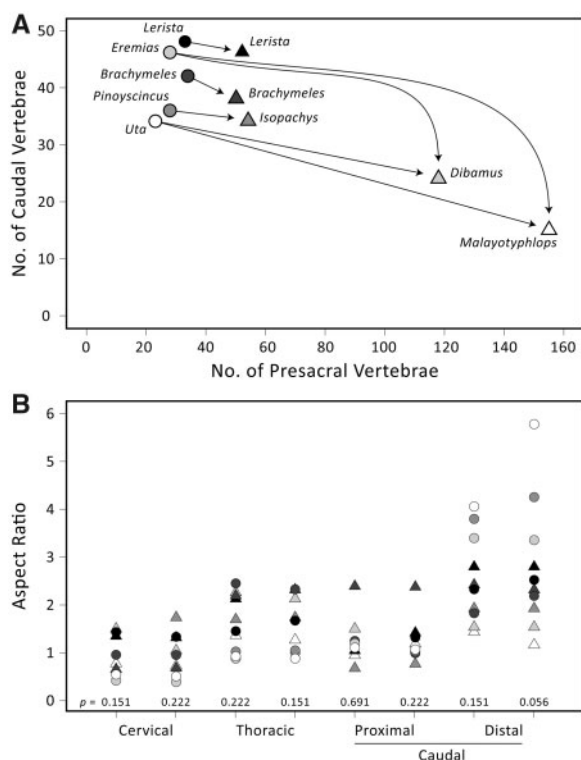 A
No. of Caudal Vertebrae
50
40
30
20
10
0
Lerista
Lerista
Eremias
Brachymeles
Brachymeles
Pinoyscincus
Isopachys
Uta
Dibamus
Malayotyphlops
0 20 40 60 80 100 120 140 160
No. of Presacral Vertebrae
B
Aspect Ratio
6
5
4
3
2
1
0
p = 0.151 0.222 0.222 0.151 0.691 0.222 0.151 0.056
Cervical Thoracic Proximal Distal
Caudal